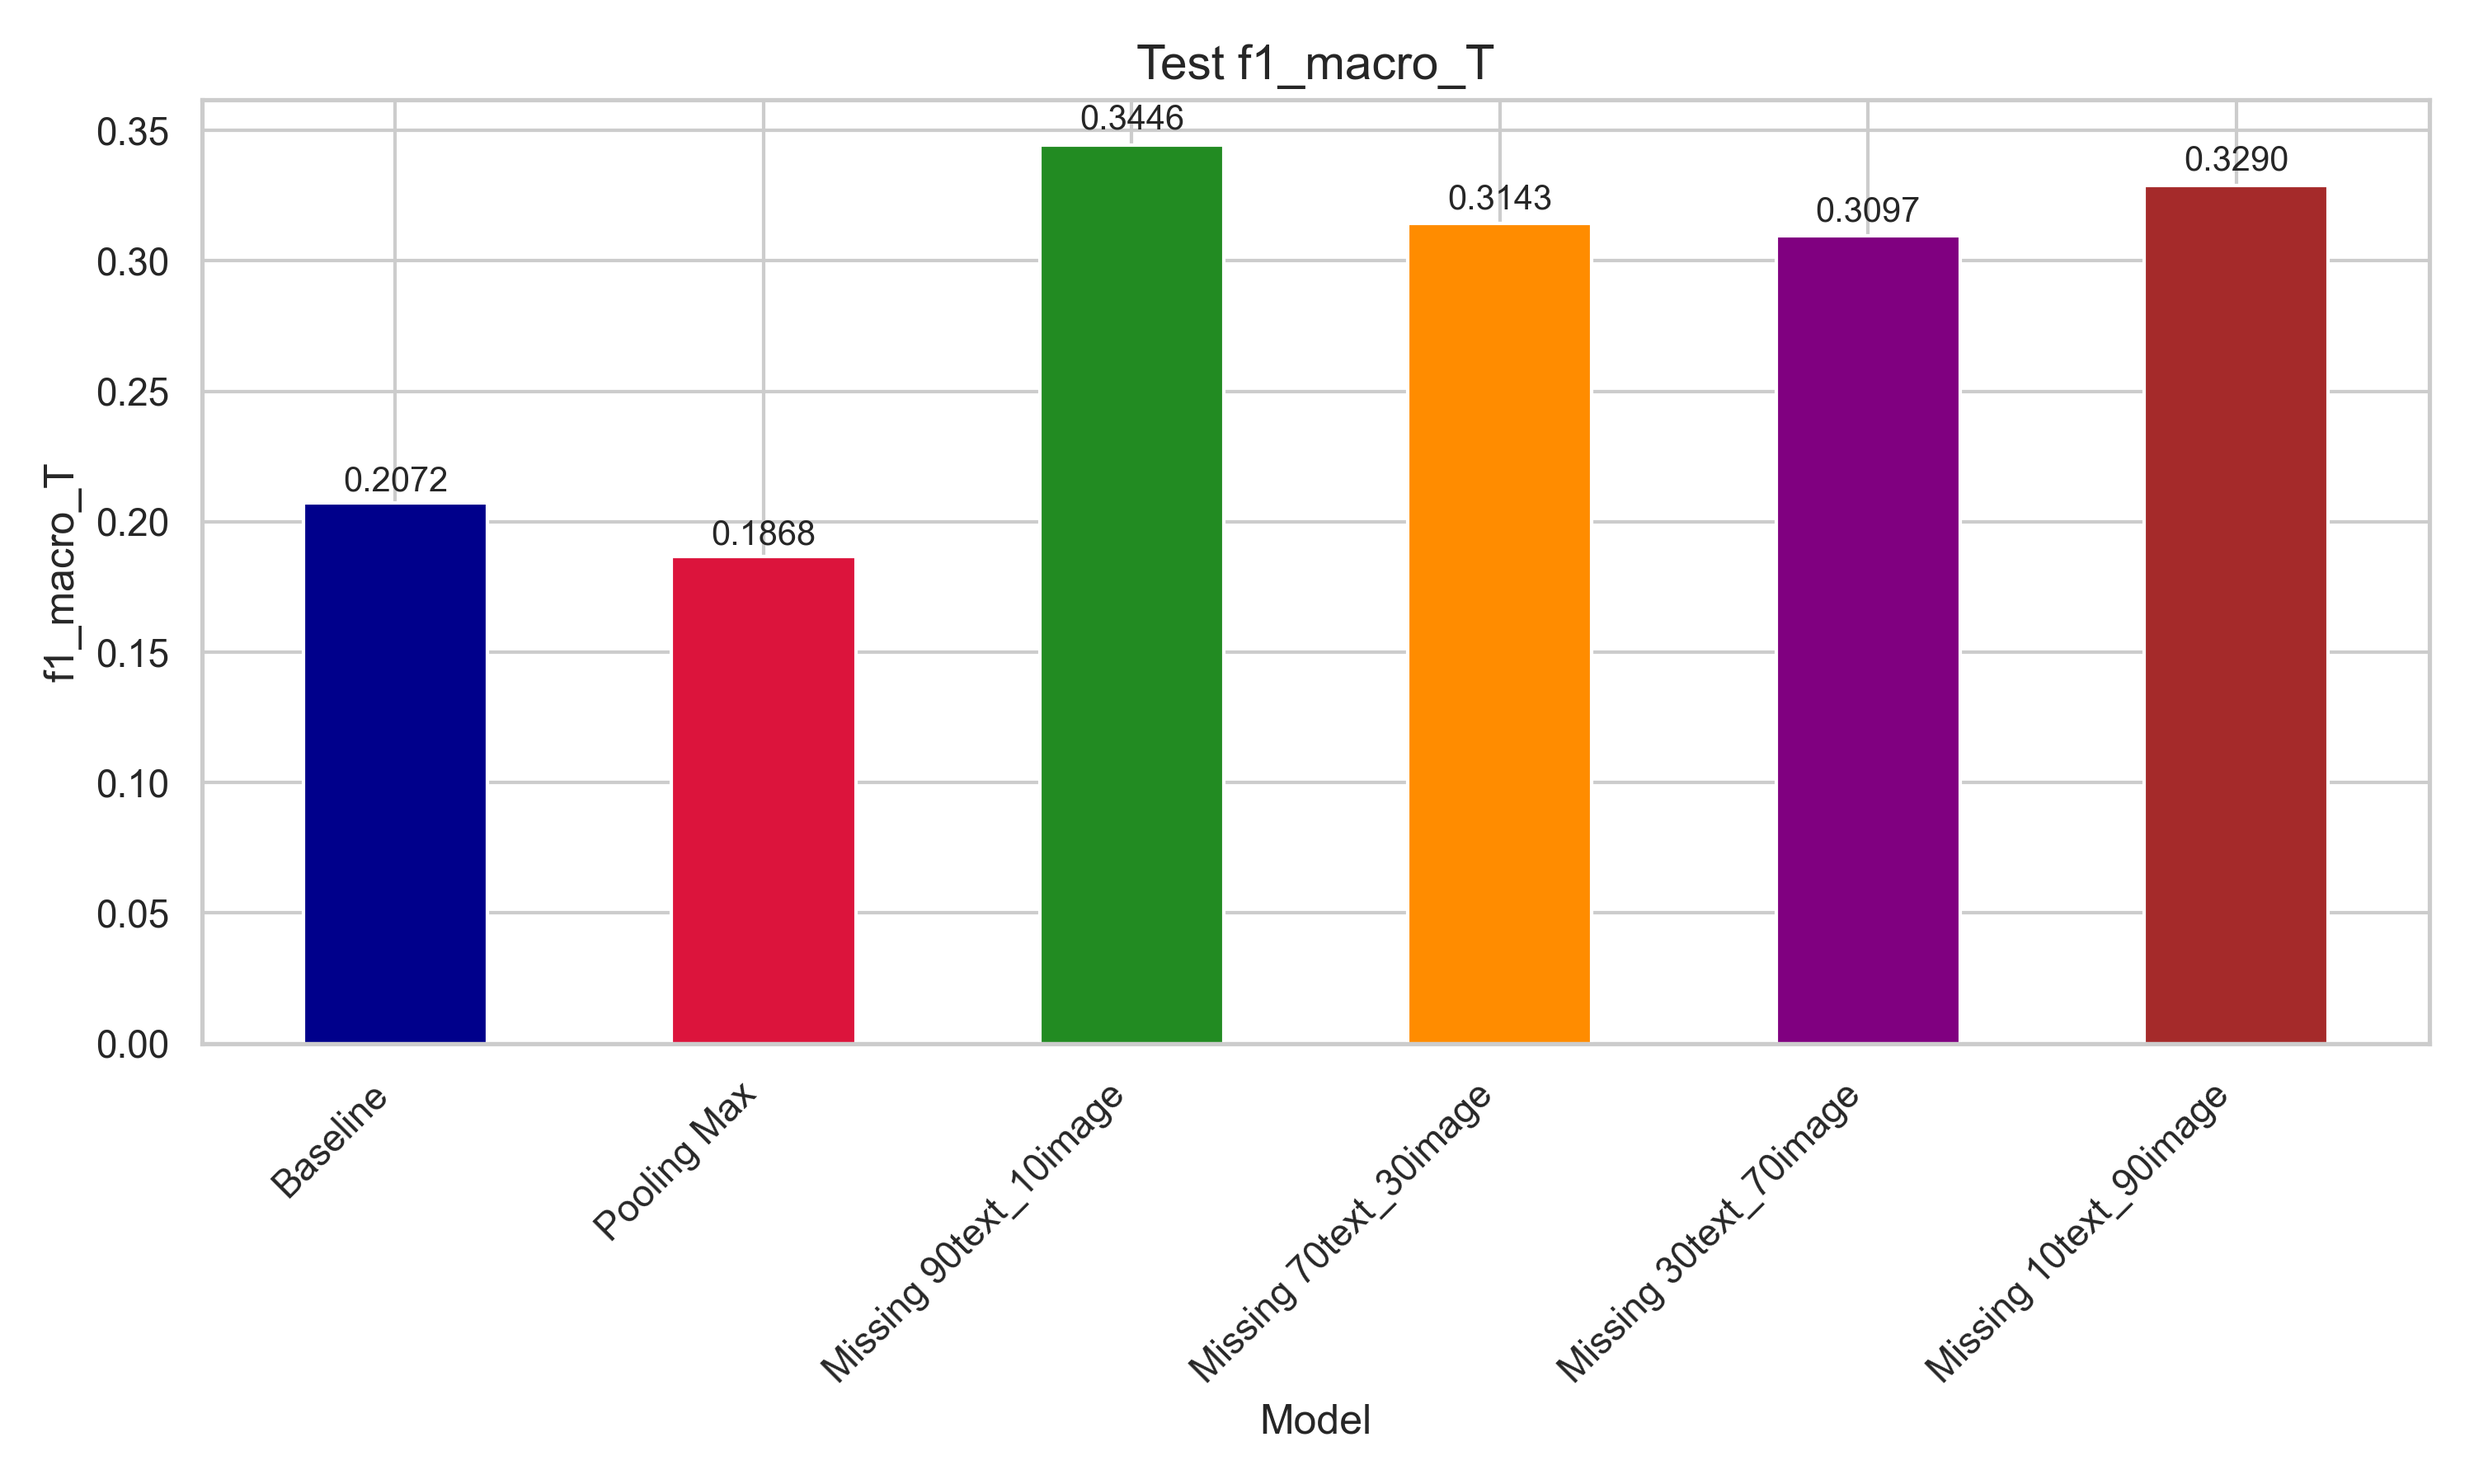 Test f1_macro_T
f1_macro_T
0.35
0.30
0.25
0.20
0.15
0.10
0.05
0.00
0.2072
0.1868
0.3446
0.3143
0.3097
0.3290
Baseline
Pooling Max
Missing 90text_10image
Missing 70text_30image
Missing 30text_70image
Missing 10text_90image
Model